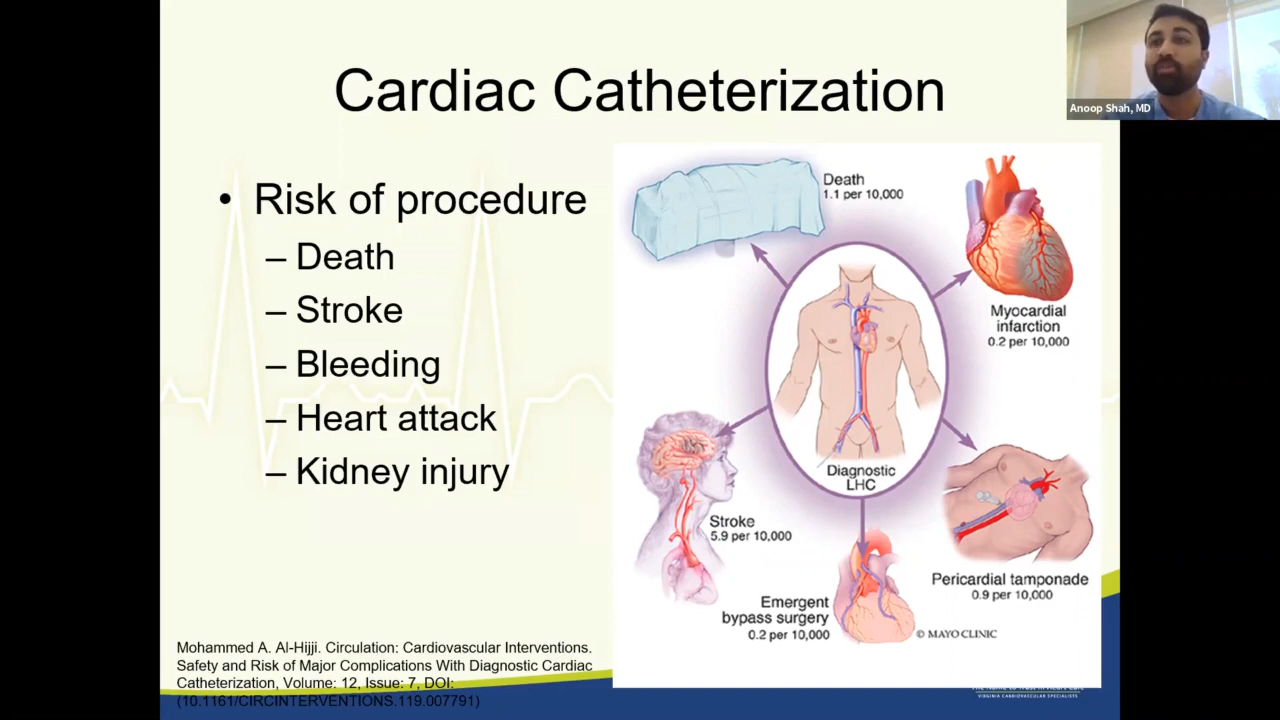 Cardiac Catheterization
Anoop Shah, MD
• Risk of procedure
– Death
– Stroke
– Bleeding
– Heart attack
– Kidney injury
Death
1.1 per 10,000
Myocardial
infarction
0.2 per 10,000
Diagnostic
LHC
Stroke
5.9 per 10,000
Pericardial tamponade
0.9 per 10,000
Emergent
bypass surgery
0.2 per 10,000
© MAYO CLINIC
Mohammed A. Al-Hijji. Circulation: Cardiovascular Interventions.
Safety and Risk of Major Complications With Diagnostic Cardiac
Catheterization, Volume: 12, Issue: 7, DOI:
(10.1161/CIRCINTERVENTIONS.119.007791)
VIRGINIA CARDIOVASCULAR SPECIALISTS